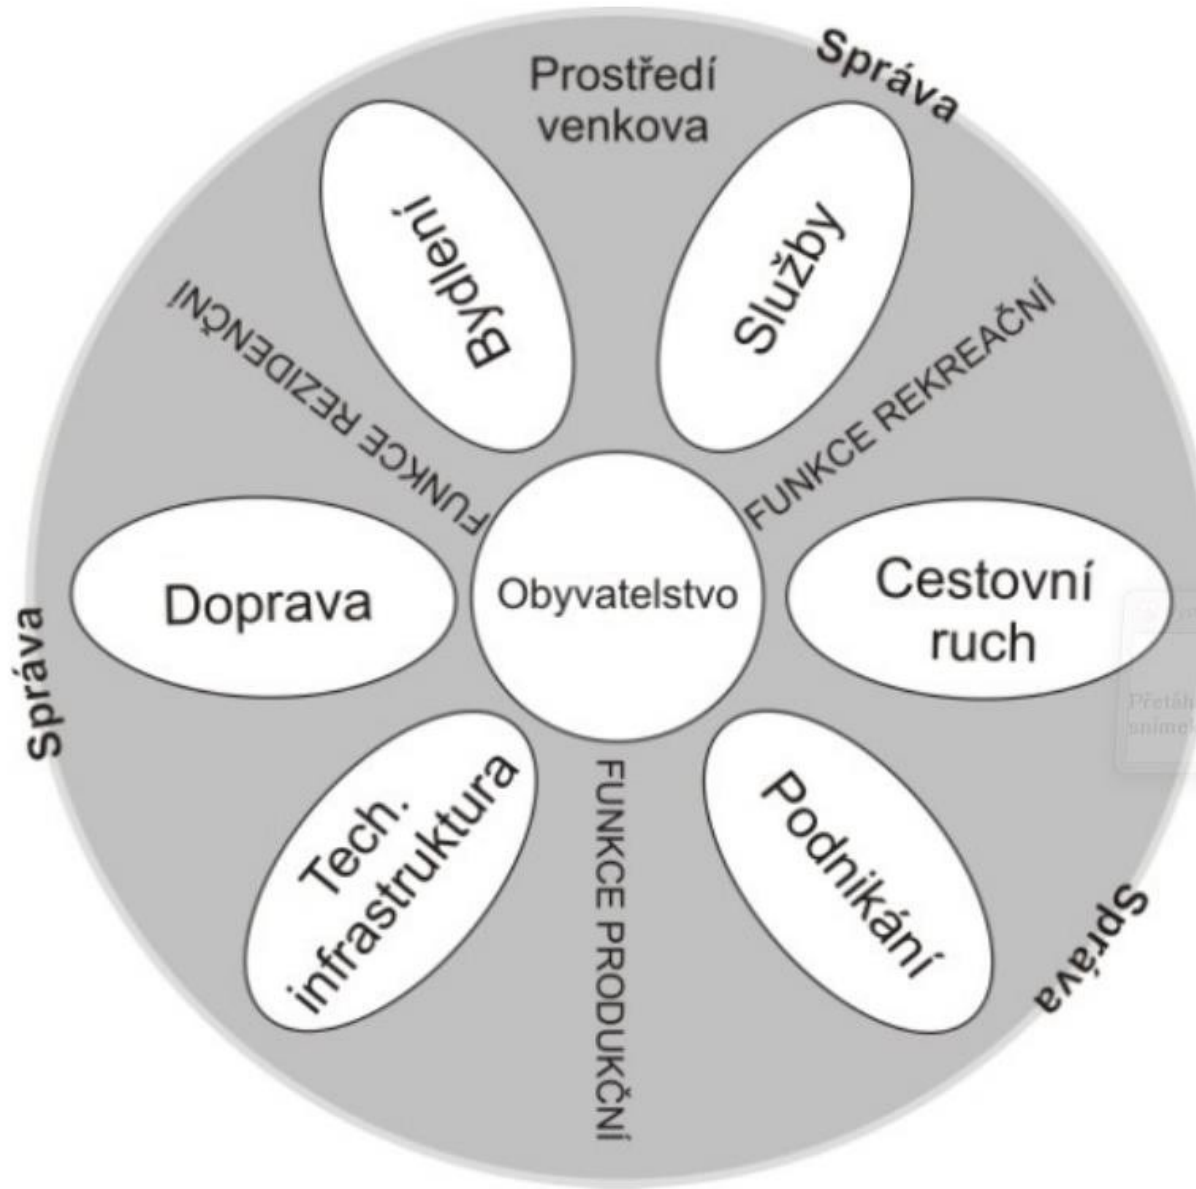 Prostředí
venkova
Správa
Bydlení
Služby
FUNKCE REZIDENČNÍ
FUNKCE REKREAČNÍ
Doprava
Obyvatelstvo
Cestovní
ruch
Správa
Tech.
infrastruktura
FUNKCE PRODUKČNÍ
Podnikání
Správa